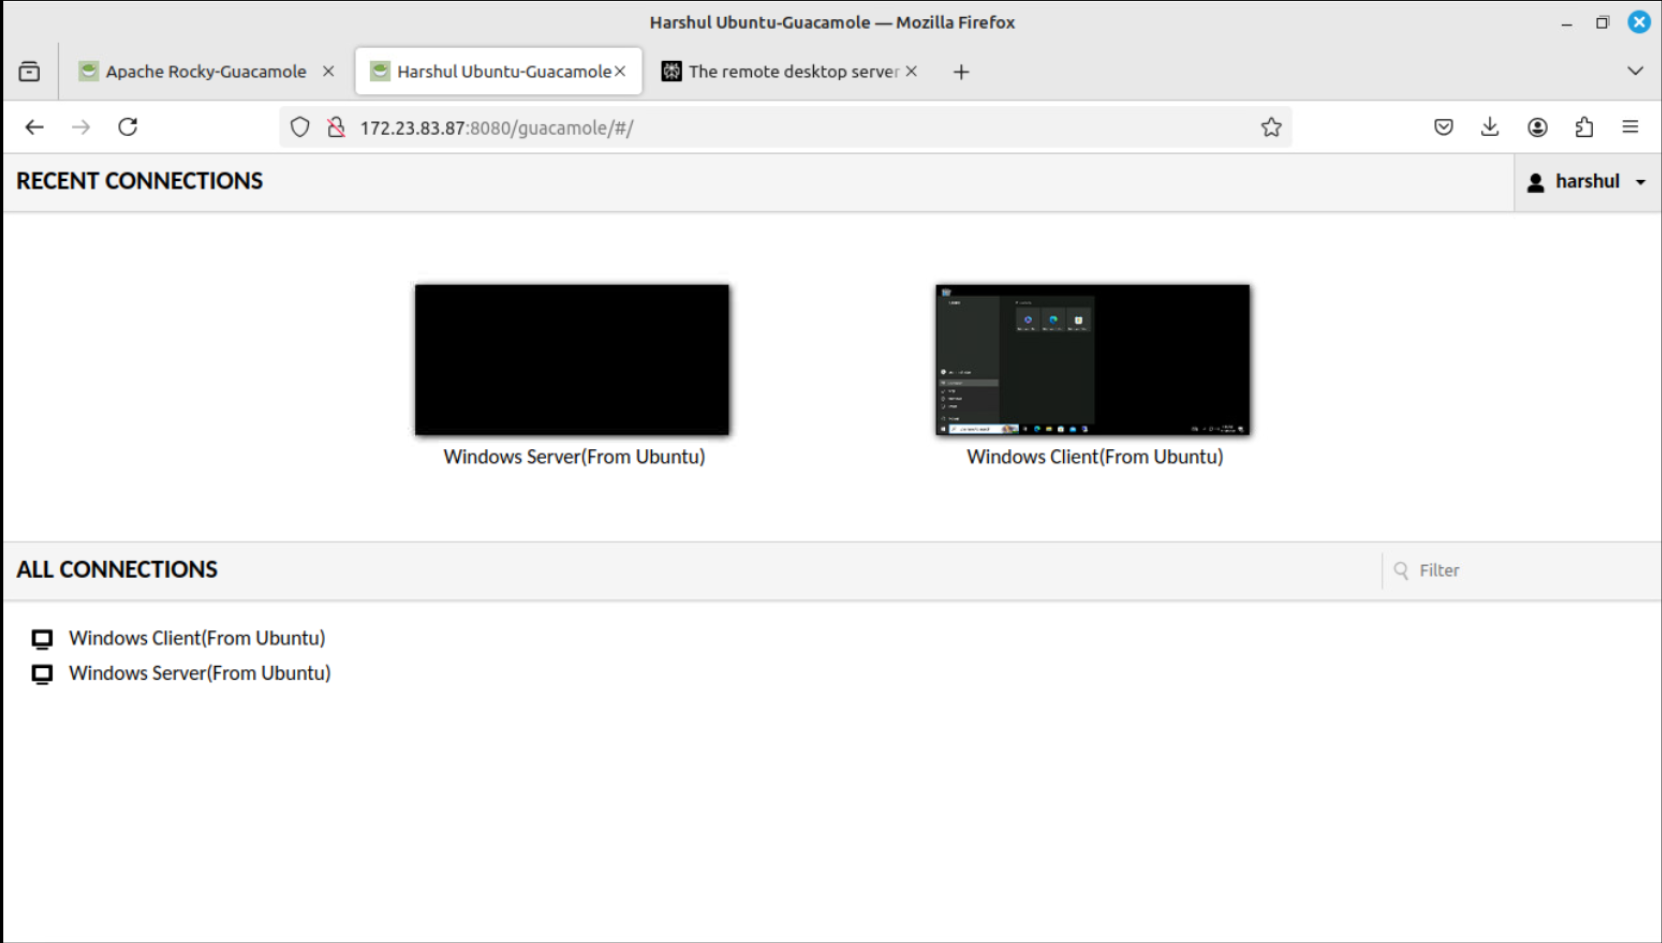 Harshul Ubuntu-Guacamole — Mozilla Firefox
Apache Rocky-Guacamole
Harshul Ubuntu-Guacamole
The remote desktop server
172.23.83.87:8080/guacamole/#/
RECENT CONNECTIONS
harshul
Windows Server(From Ubuntu)
Windows Client(From Ubuntu)
ALL CONNECTIONS
Filter
Windows Client(From Ubuntu)
Windows Server(From Ubuntu)